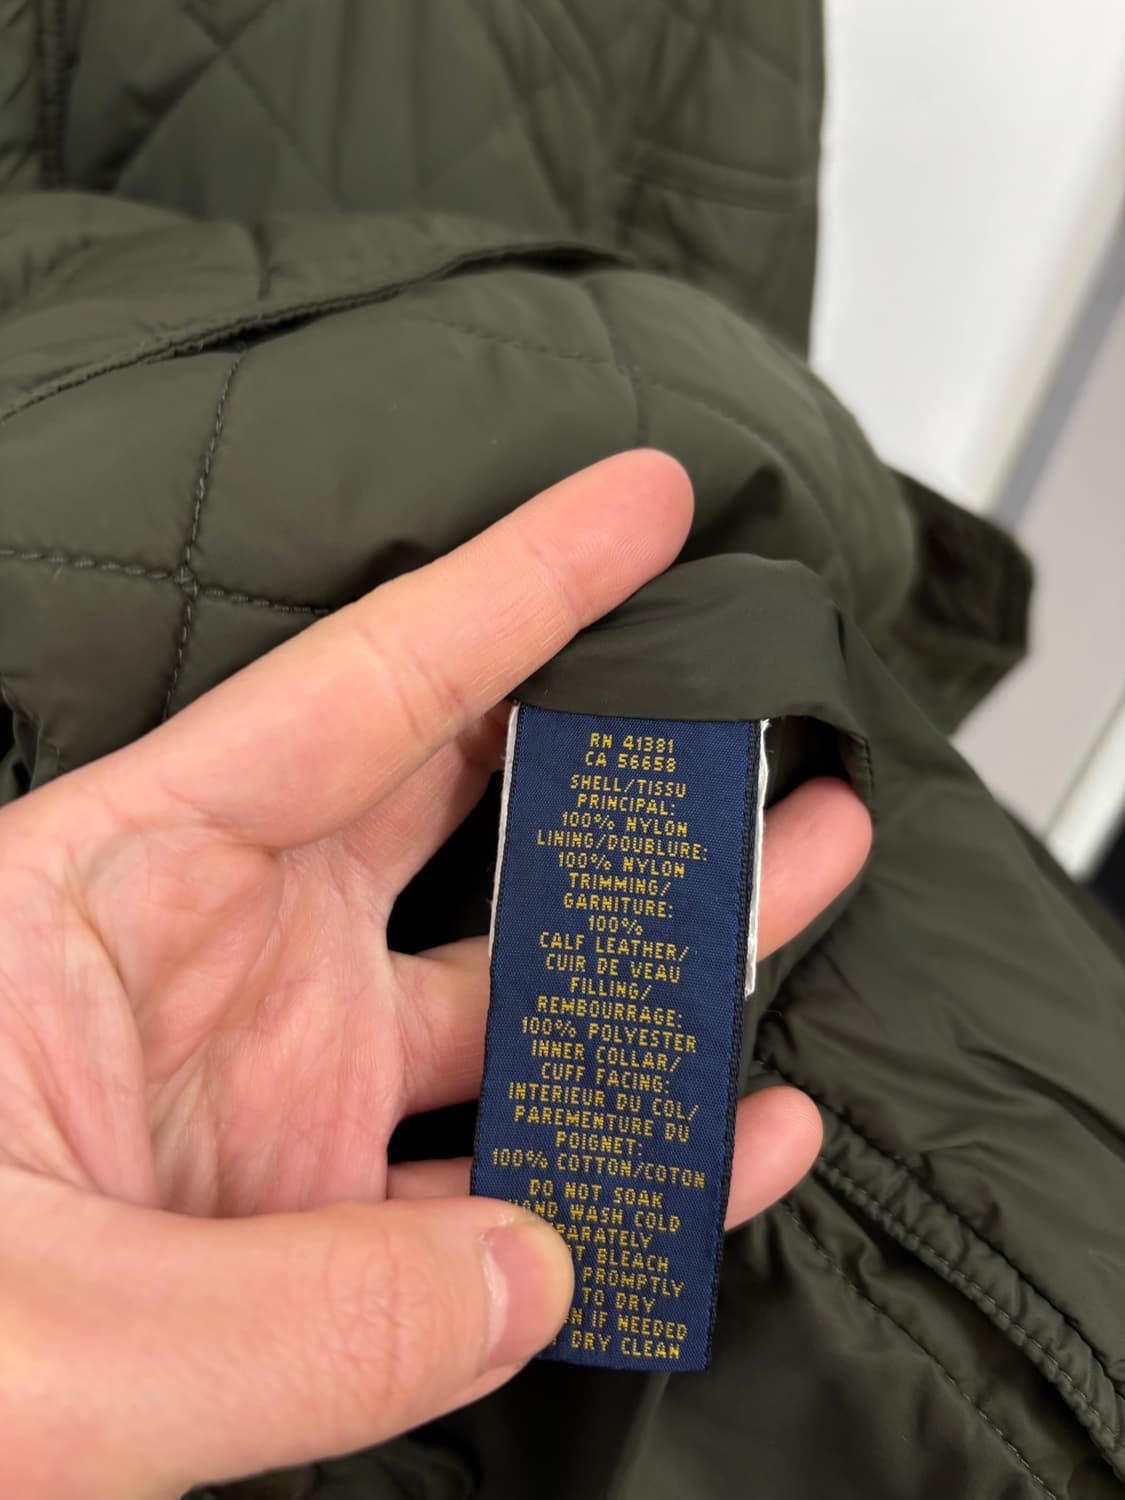 RN 41381
CA 56658
SHELL/TISSU
PRINCIPAL:
100% NYLON
LINING/DOUBLURE:
100% NYLON
TRIMMING/
GARNITURE:
100%
CALF LEATHER/
CUIR DE VEAU
FILLING/
REMBOURRAGE:
100% POLYESTER
INNER COLLAR/
CUFF FACING:
INTERIEUR DU COL/
PAREMENTURE DU
POIGNET:
100% COTTON/COTON
DO NOT SOAK
HAND WASH COLD
BLEACH
PROMPTLY
TO DRY
IF NEEDED
DRY CLEAN